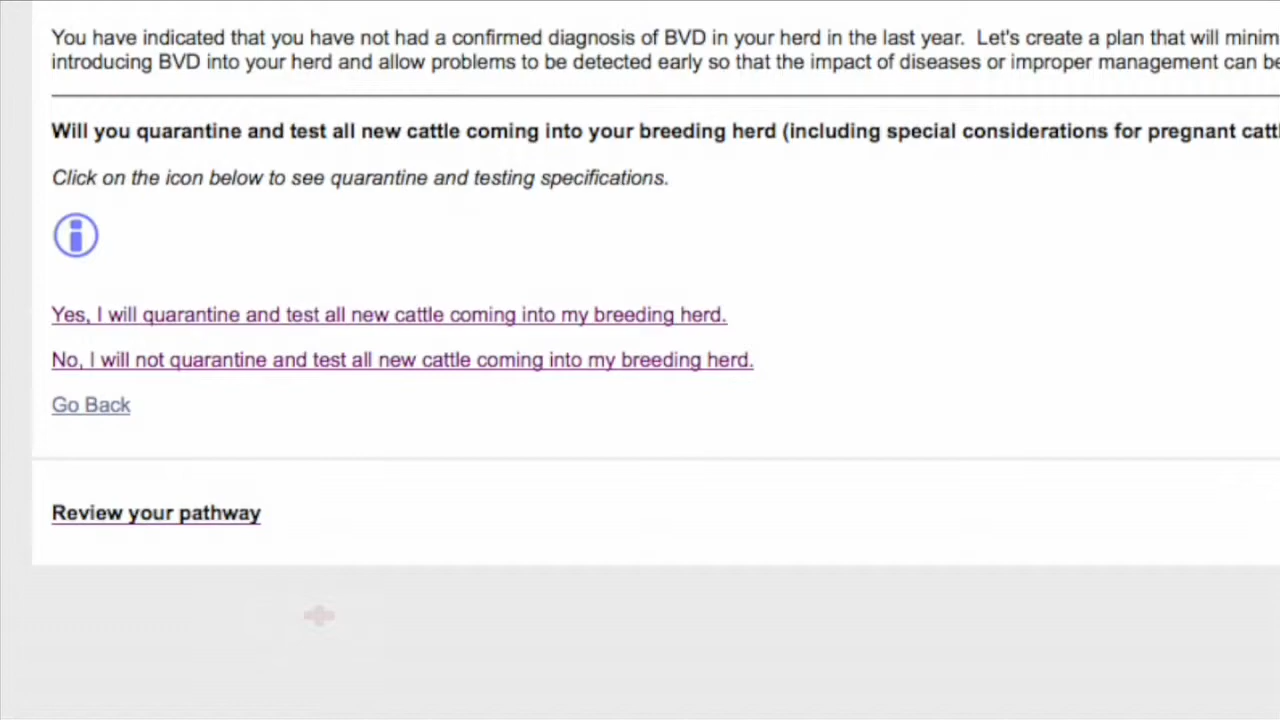 You have indicated that you have not had a confirmed diagnosis of BVD in your herd in the last year. Let's create a plan that will
introducing BVD into your herd and allow problems to be detected early so that the impact of diseases or improper management can
Will you quarantine and test all new cattle coming into your breeding herd (including special considerations for pregnant
Click on the icon below to see quarantine and testing specifications.
Yes, I will quarantine and test all new cattle coming into my breeding herd.
No, I will not quarantine and test all new cattle coming into my breeding herd.
Go Back
Review your pathway